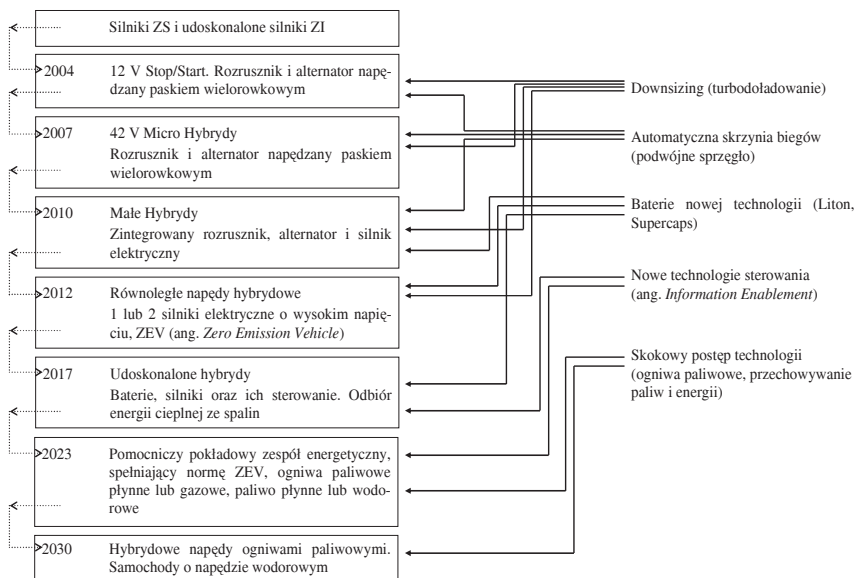 Silniki ZS i udoskonalone silniki ZI
2004 12 V Stop/Start. Rozrusznik i alternator napę-
dzany paskiem wielorowkowym
2007 42 V Micro Hybrydy
Rozrusznik i alternator napędzany paskiem
wielorowkowym
2010 Małe Hybrydy
Zintegrowany rozrusznik, alternator i silnik
elektryczny
2012 Równoległe napędy hybrydowe
1 lub 2 silniki elektryczne o wysokim napię-
ciu, ZEV (ang. Zero Emission Vehicle)
2017 Udoskonalone hybrydy
Baterie, silniki oraz ich sterowanie. Odbiór
energii cieplnej ze spalin
2023 Pomocniczy pokładowy zespół energetyczny,
spełniający normę ZEV, ogniwa paliwowe
płynne lub gazowe, paliwo płynne lub wodo-
rowe
2030 Hybrydowe napędy ogniwami paliwowymi.
Samochody o napędzie wodorowym
Downsizing (turbodoładowanie)
Automatyczna skrzynia biegów
(podwójne sprzęgło)
Baterie nowej technologii (Liton,
Supercaps)
Nowe technologie sterowania
(ang. Information Enablement)
Skokowy postęp technologii
(ogniwa paliwowe, przechowywanie
paliw i energii)